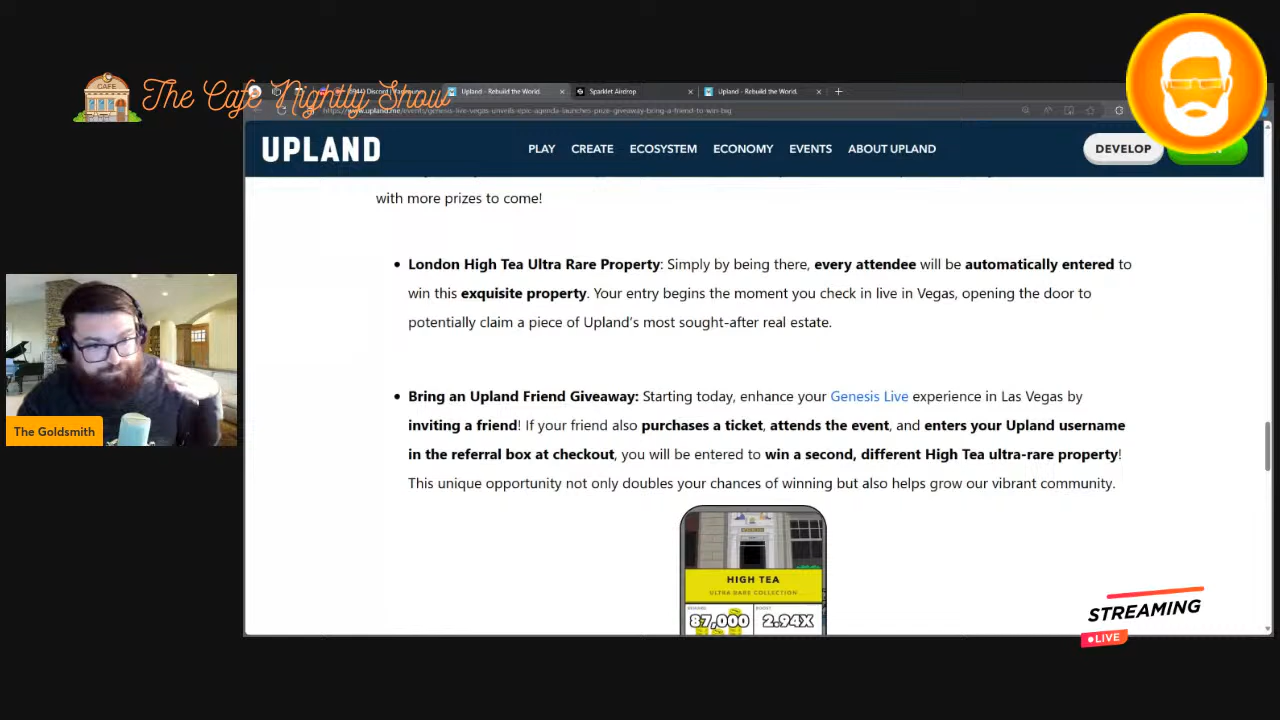 The Cafe Nightly Show
Upland - Rebuild the World.
Sparklet Airdrop
Upland - Rebuild the World.
UPLAND
PLAY
CREATE
ECOSYSTEM
ECONOMY
EVENTS
ABOUT UPLAND
DEVELOP
with more prizes to come!
• London High Tea Ultra Rare Property: Simply by being there, every attendee will be automatically entered to
win this exquisite property. Your entry begins the moment you check in live in Vegas, opening the door to
potentially claim a piece of Upland's most sought-after real estate.
• Bring an Upland Friend Giveaway: Starting today, enhance your Genesis Live experience in Las Vegas by
inviting a friend! If your friend also purchases a ticket, attends the event, and enters your Upland username
in the referral box at checkout, you will be entered to win a second, different High Tea ultra-rare property!
This unique opportunity not only doubles your chances of winning but also helps grow our vibrant community.
HIGH TEA
ULTRA RARE COLLECTION
REWARD
BOOST
87,000
2.94X
The Goldsmith
STREAMING
LIVE